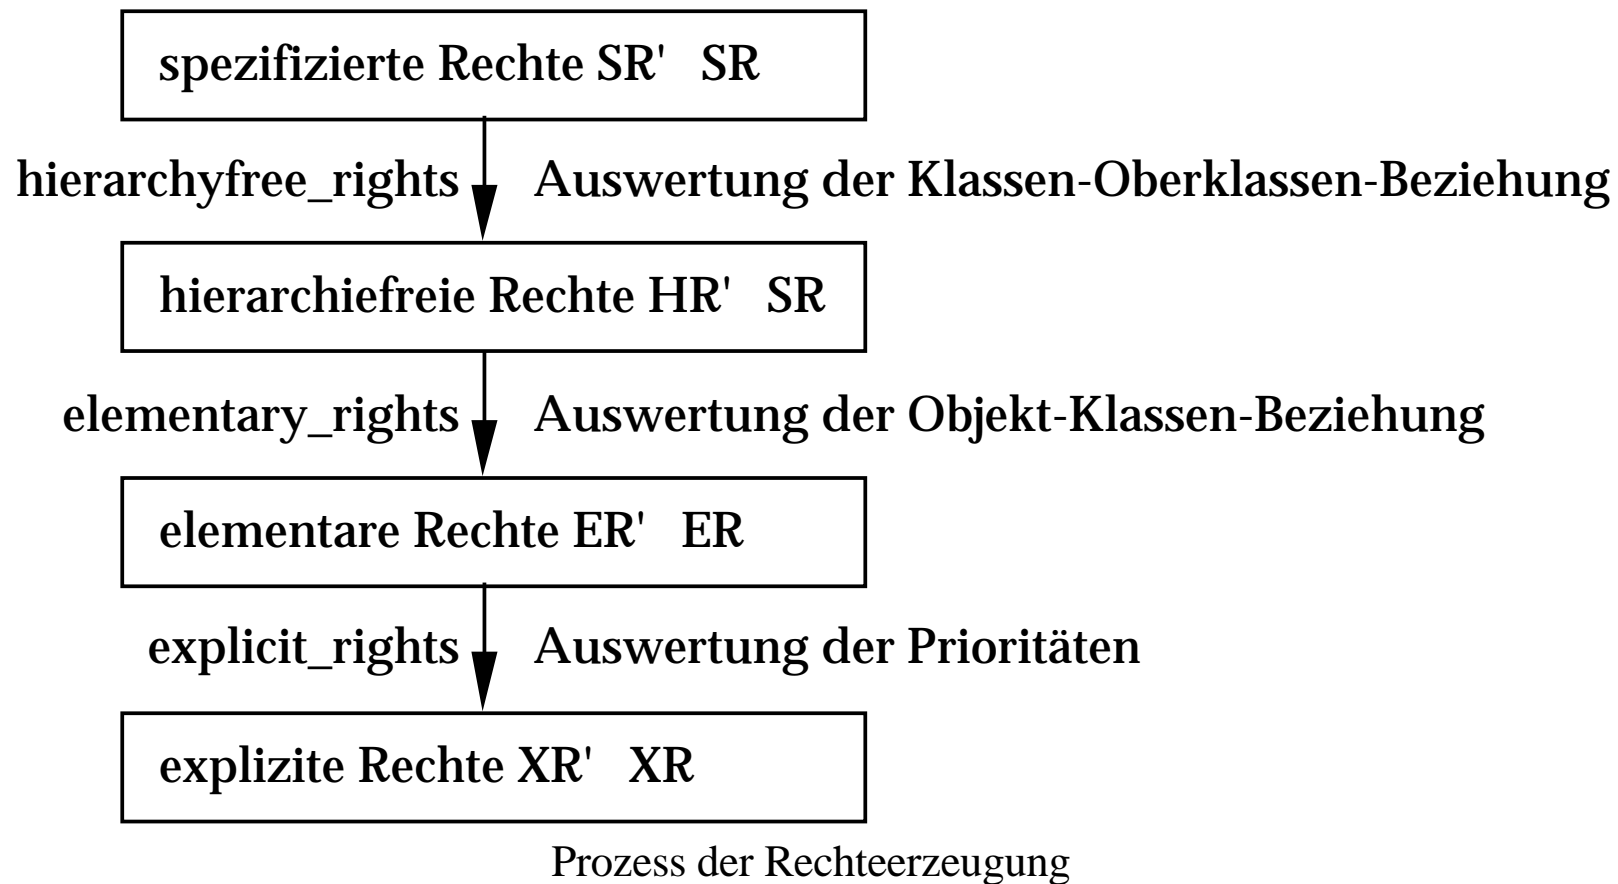 spezifizierte Rechte SR' SR
hierarchyfree_rights Auswertung der Klassen-Oberklassen-Beziehung
hierarchiefreie Rechte HR' SR
elementary_rights Auswertung der Objekt-Klassen-Beziehung
elementare Rechte ER' ER
explicit_rights Auswertung der Prioritäten
explizite Rechte XR' XR
Prozess der Rechteerzeugung